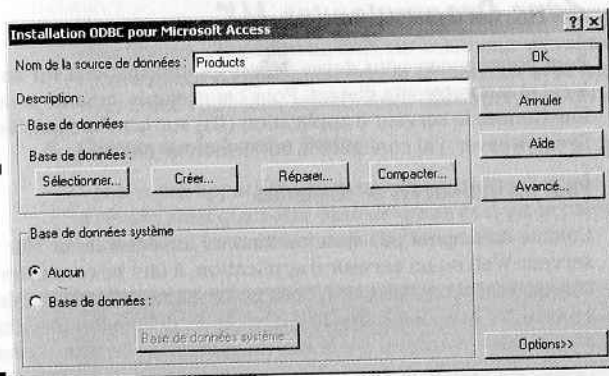 Installation ODBC pour Microsoft Access
Nom de la source de données : Products
OK
Description :
Annuler
Base de données
Base de données :
Aide
Sélectionner...
Créer...
Réparer...
Compacter...
Avancé...
Base de données système
Aucun
Base de données :
Base de données système...
Options>>